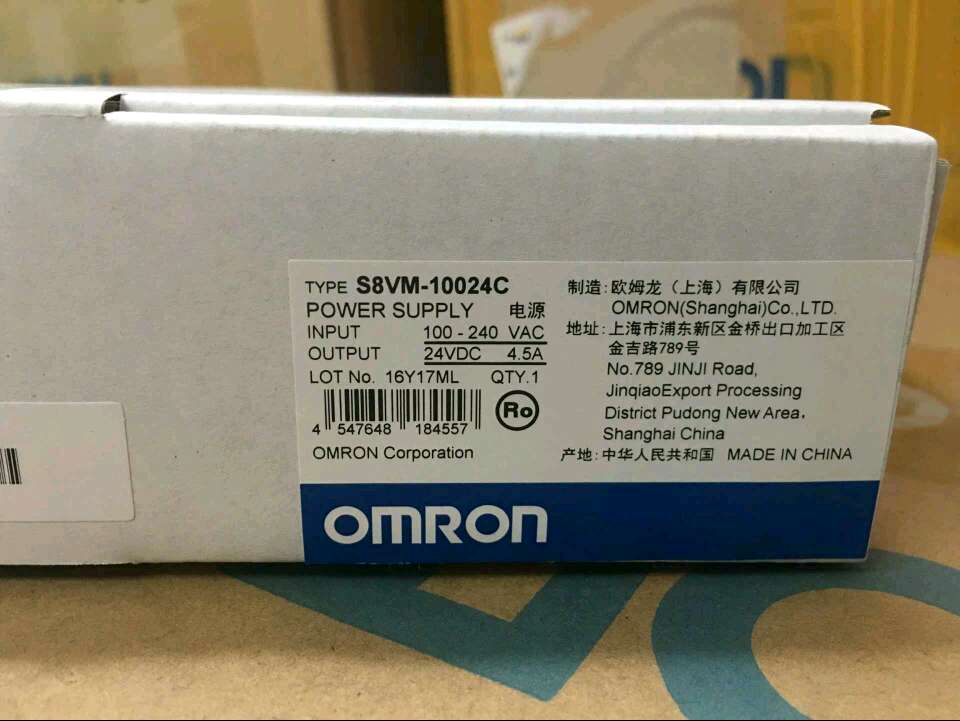 TYPE S8VM-10024C
POWER SUPPLY 电源
INPUT 100 - 240 VAC
OUTPUT 24VDC 4.5A
LOT No. 16Y17ML QTY.1
Ro
4 547648 184557
OMRON Corporation
制造: 欧姆龙（上海）有限公司
OMRON(Shanghai)Co.,LTD.
地址: 上海市浦东新区金桥出口加工区
金吉路789号
No.789 JINJI Road,
JinqiaoExport Processing
District Pudong New Area,
Shanghai China
产地: 中华人民共和国 MADE IN CHINA
OMRON